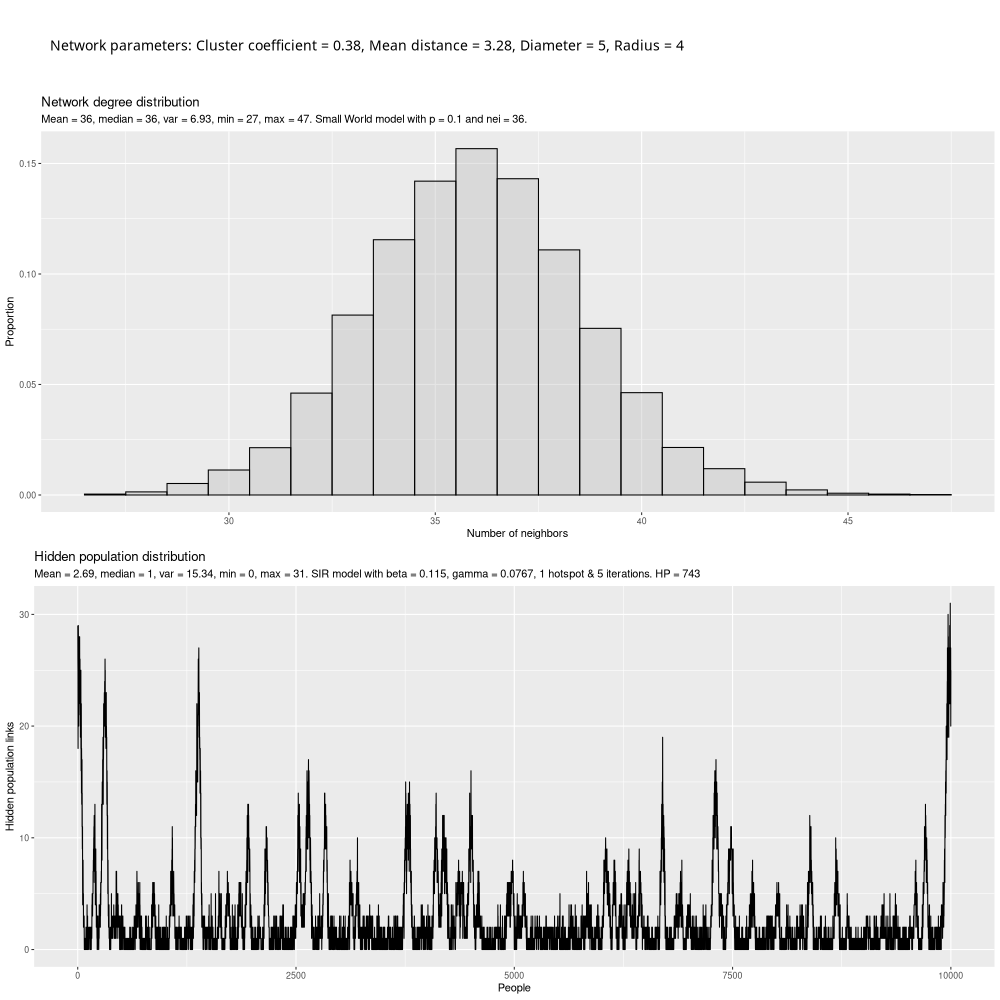 Network parameters: Cluster coefficient = 0.38, Mean distance = 3.28, Diameter = 5, Radius = 4
Network degree distribution
Mean = 36, median = 36, var = 6.93, min = 27, max = 47. Small World model with p = 0.1 and nei = 36.
Proportion
0.15
0.10
0.05
0.00
30 35 40 45
Number of neighbors
Hidden population distribution
Mean = 2.69, median = 1, var = 15.34, min = 0, max = 31. SIR model with beta = 0.115, gamma = 0.0767, 1 hotspot & 5 iterations. HP = 743
Hidden population links
30
20
10
0
0 2500 5000 7500 10000
People